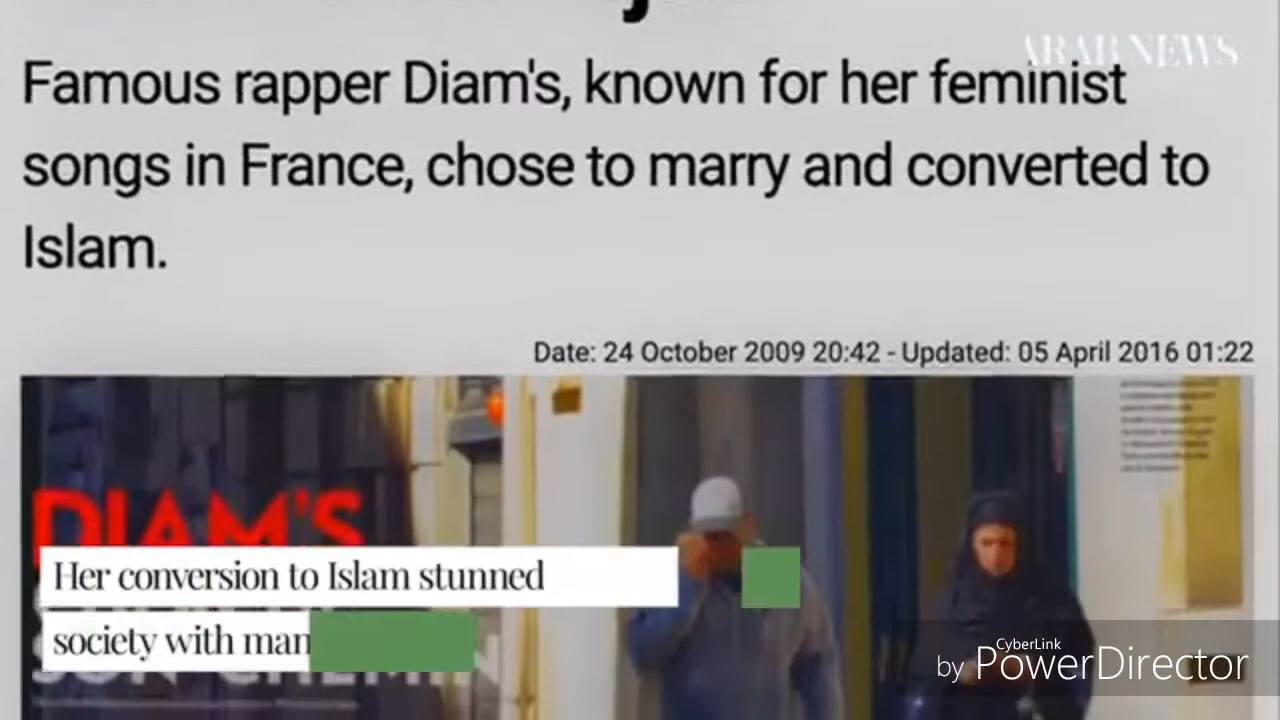 ARAB NEWS
Famous rapper Diam's, known for her feminist
songs in France, chose to marry and converted to
Islam.
Date: 24 October 2009 20:42 - Updated: 05 April 2016 01:22
DIAM'S
Her conversion to Islam stunned
society with man
SON CHEMIN
CyberLink
by PowerDirector